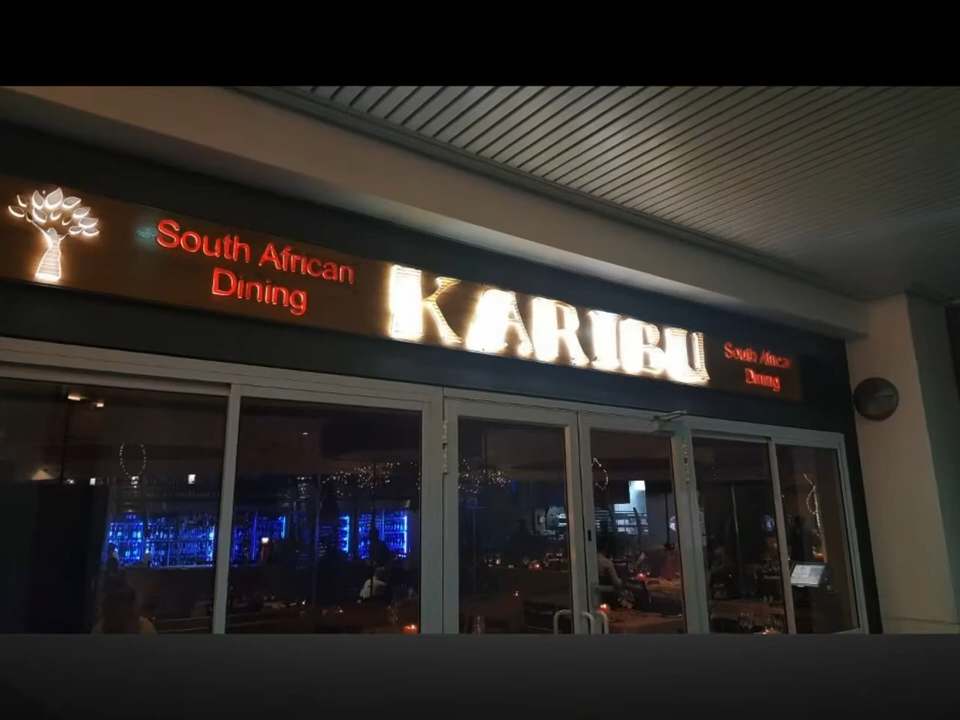 South African
Dining
KARIBU
South African
Dining